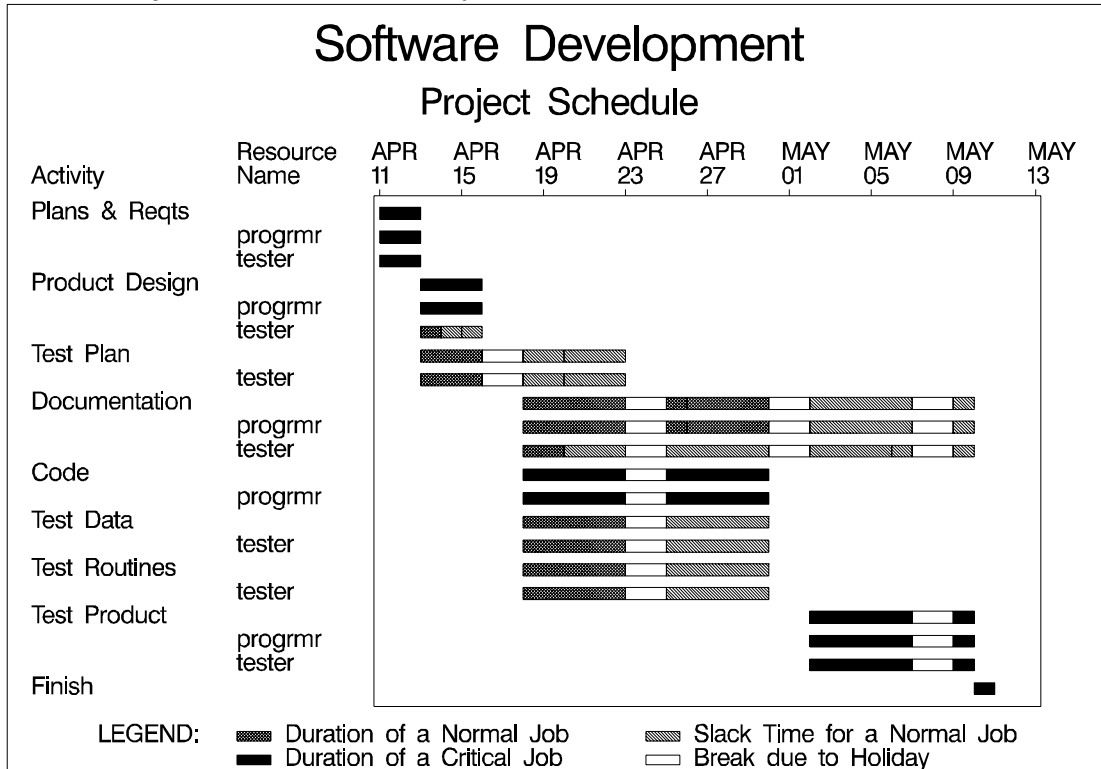 Software Development
Project Schedule
Resource APR APR APR APR APR MAY MAY MAY MAY
Activity Name 11 15 19 23 27 01 05 09 13
Plans & Reqts
progrmr
tester
Product Design
progrmr
tester
Test Plan
tester
Documentation
progrmr
tester
Code
progrmr
Test Data
tester
Test Routines
tester
Test Product
progrmr
tester
Finish
LEGEND: Duration of a Normal Job Slack Time for a Normal Job
Duration of a Critical Job Break due to Holiday